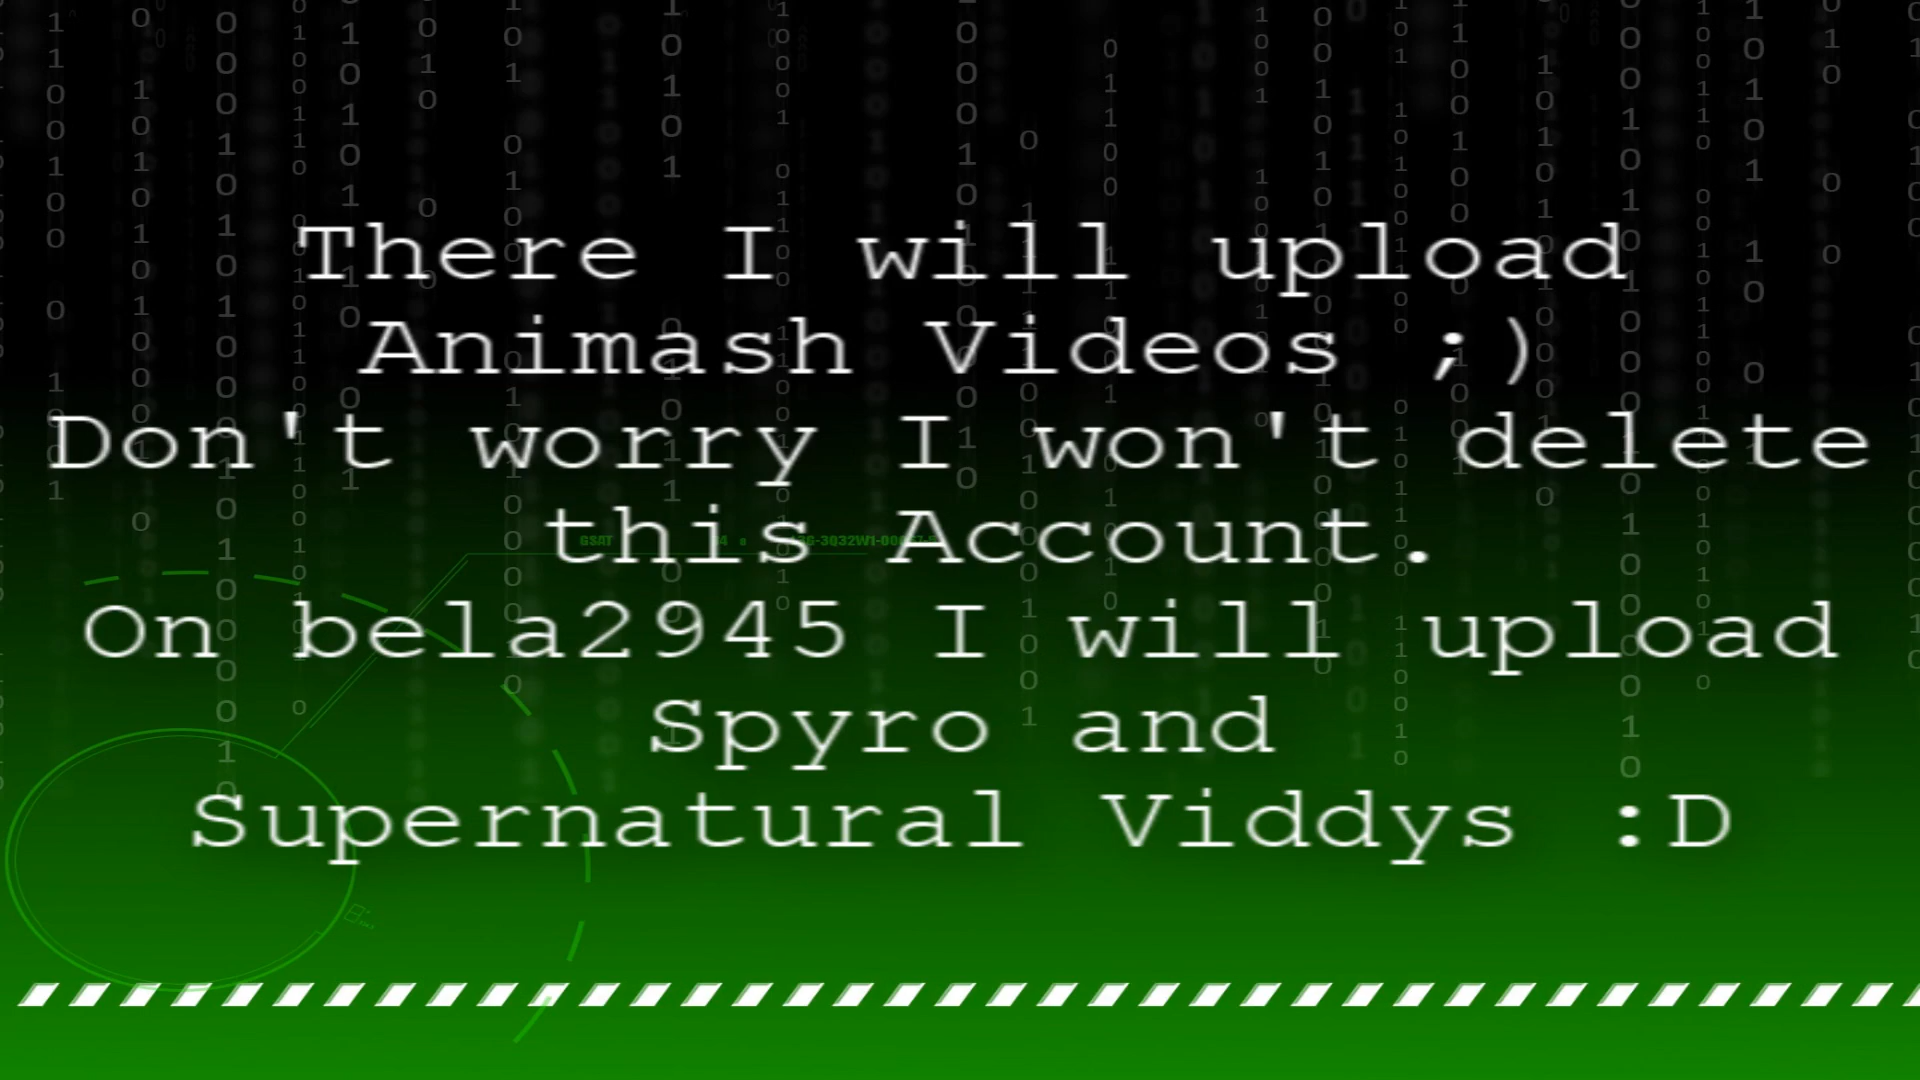 There I will upload
Animash Videos ;)
Don't worry I won't delete
this Account.
On bela2945 I will upload
Spyro and
Supernatural Viddys :D